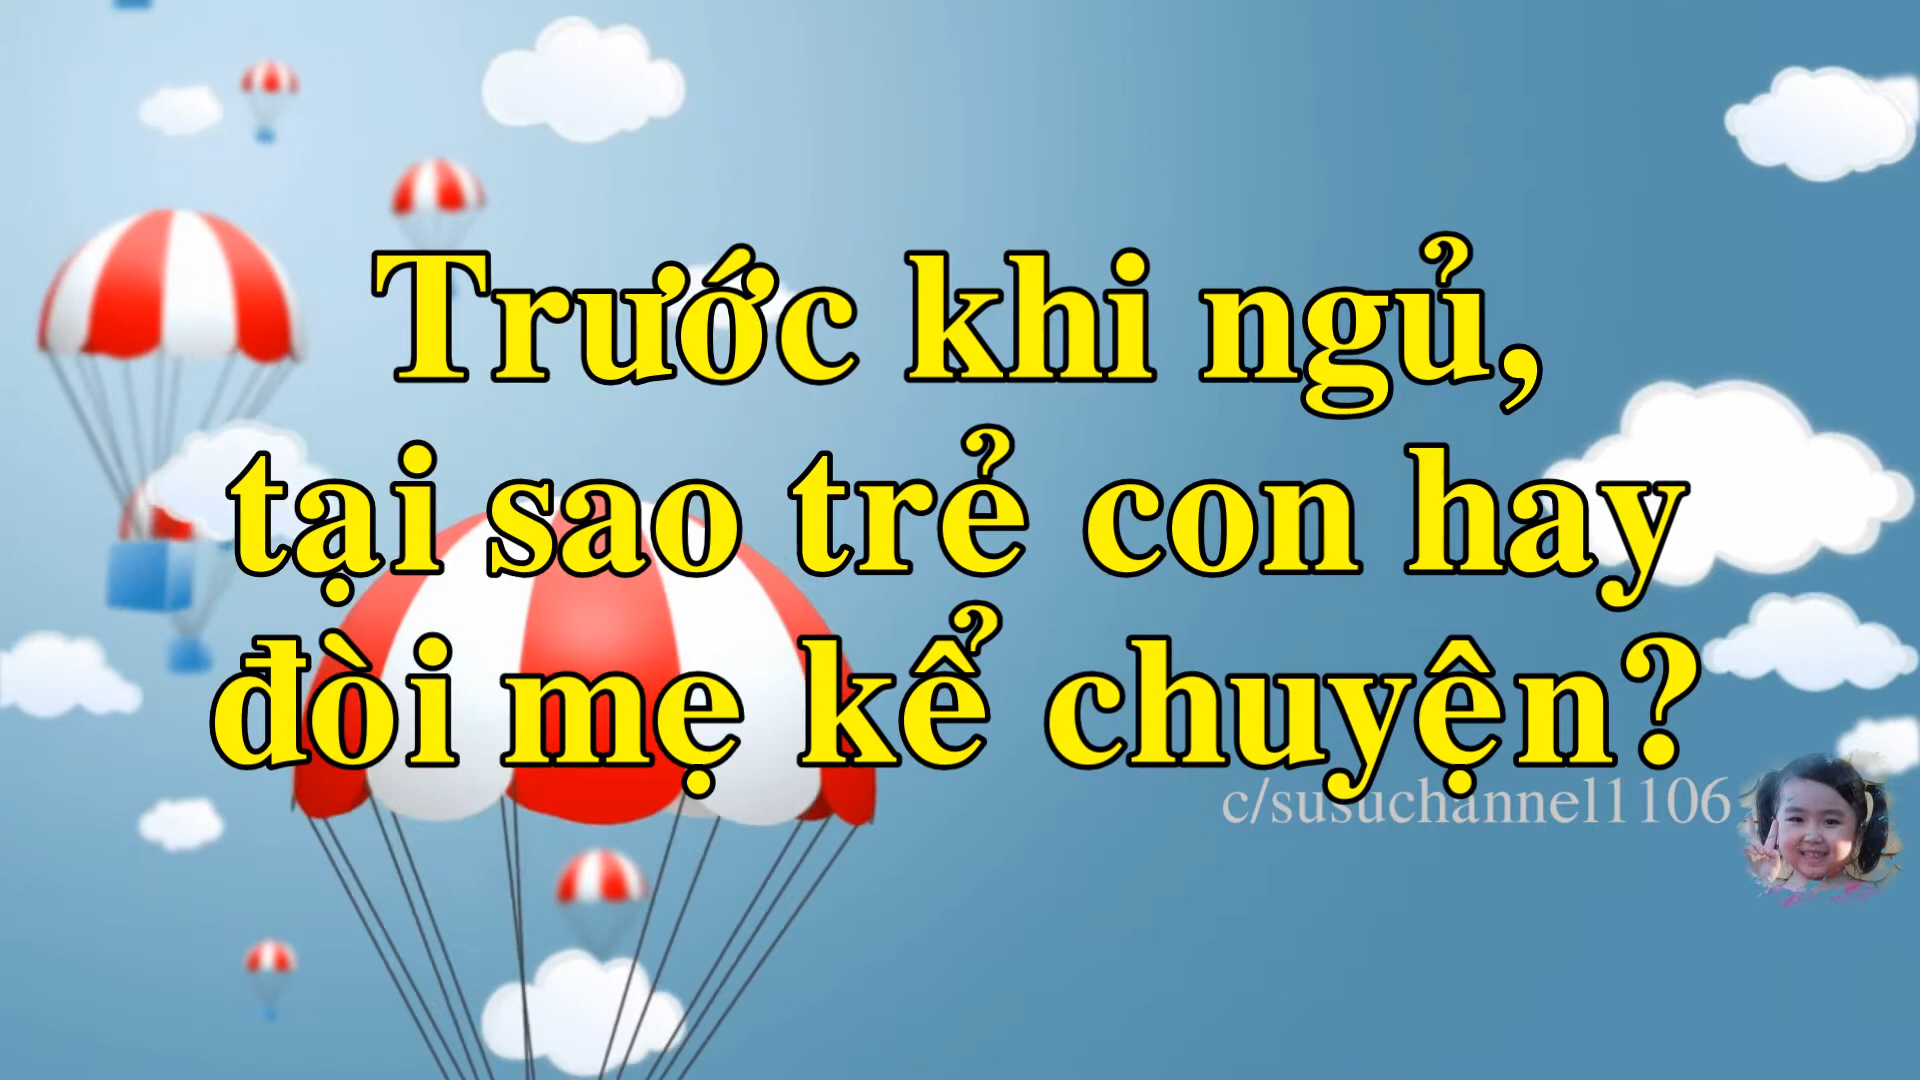 Trước khi ngủ,
tại sao trẻ con hay
đòi mẹ kể chuyện?
c/susuchannel1106